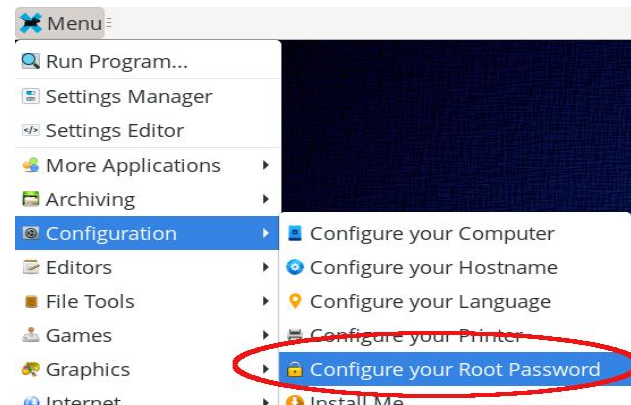 Menu
Run Program...
Settings Manager
Settings Editor
More Applications
Archiving
Configuration
Editors
File Tools
Games
Graphics
Internet
Configure your Computer
Configure your Hostname
Configure your Language
Configure your Printer
Configure your Root Password
Install Me